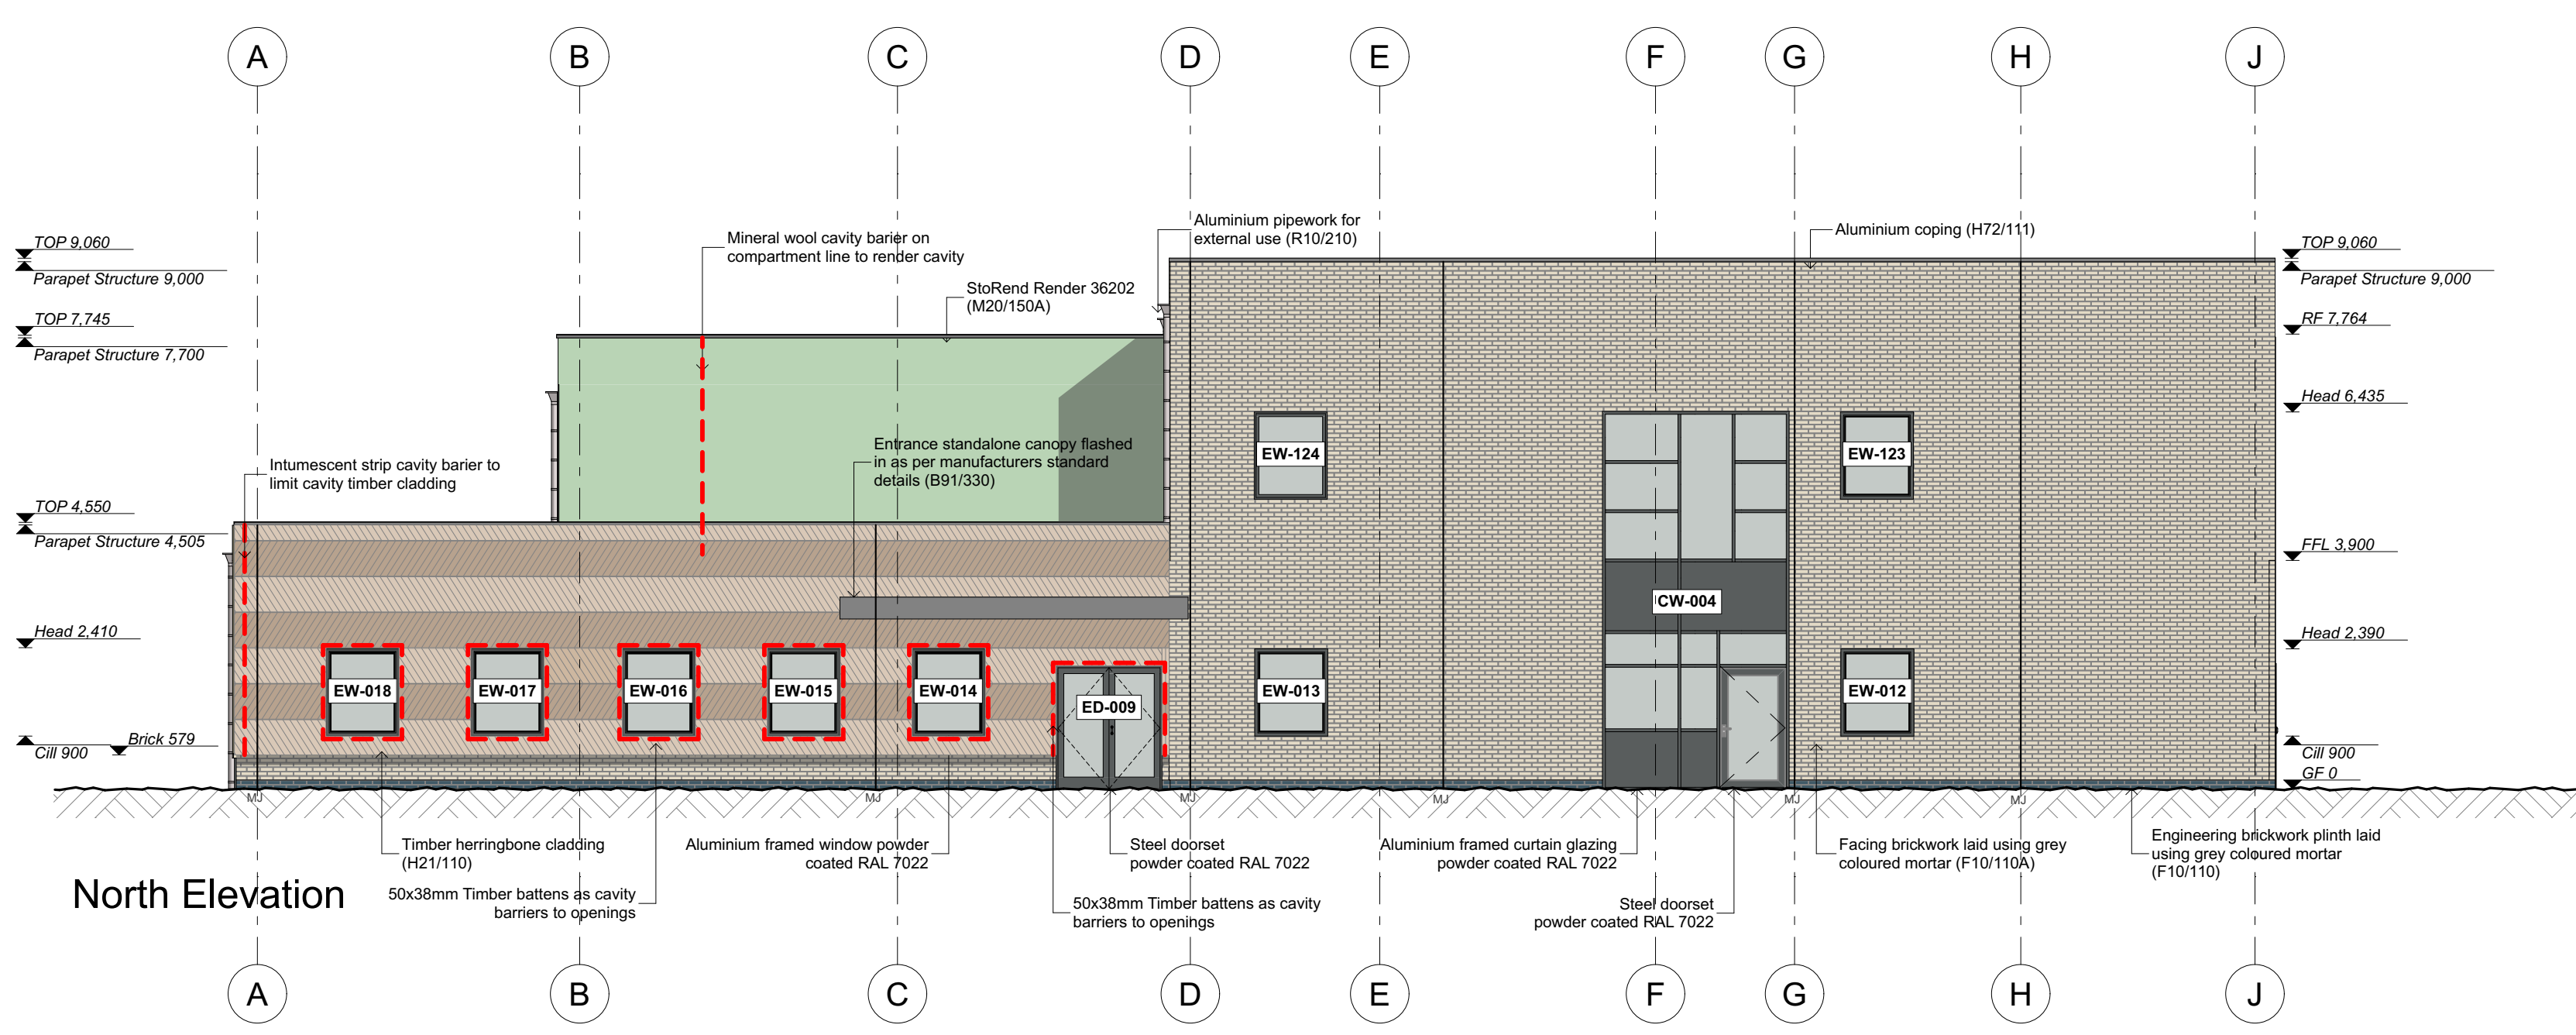 A
B
C
D
E
F
G
H
J
TOP 9,060
Parapet Structure 9,000
TOP 7,745
Parapet Structure 7,700
TOP 4,550
Parapet Structure 4,505
Head 2,410
Brick 579
Cill 900
Mineral wool cavity barier on
compartment line to render cavity
StoRend Render 36202
(M20/150A)
Aluminium pipework for
external use (R10/210)
Aluminium coping (H72/111)
Entrance standalone canopy flashed
in as per manufacturers standard
details (B91/330)
Intumescent strip cavity barier to
limit cavity timber cladding
TOP 9,060
Parapet Structure 9,000
RF 7,764
Head 6,435
FFL 3,900
Head 2,390
Cill 900
GF 0
EW-124
EW-123
CW-004
EW-018
EW-017
EW-016
EW-015
EW-014
ED-009
EW-013
EW-012
MJ
MJ
MJ
MJ
MJ
MJ
Timber herringbone cladding
(H21/110)
50x38mm Timber battens as cavity
barriers to openings
Aluminium framed window powder
coated RAL 7022
Steel doorset
powder coated RAL 7022
50x38mm Timber battens as cavity
barriers to openings
Aluminium framed curtain glazing
powder coated RAL 7022
Steel doorset
powder coated RAL 7022
Facing brickwork laid using grey
coloured mortar (F10/110A)
Engineering brickwork plinth laid
using grey coloured mortar
(F10/110)
North Elevation
A
B
C
D
E
F
G
H
J